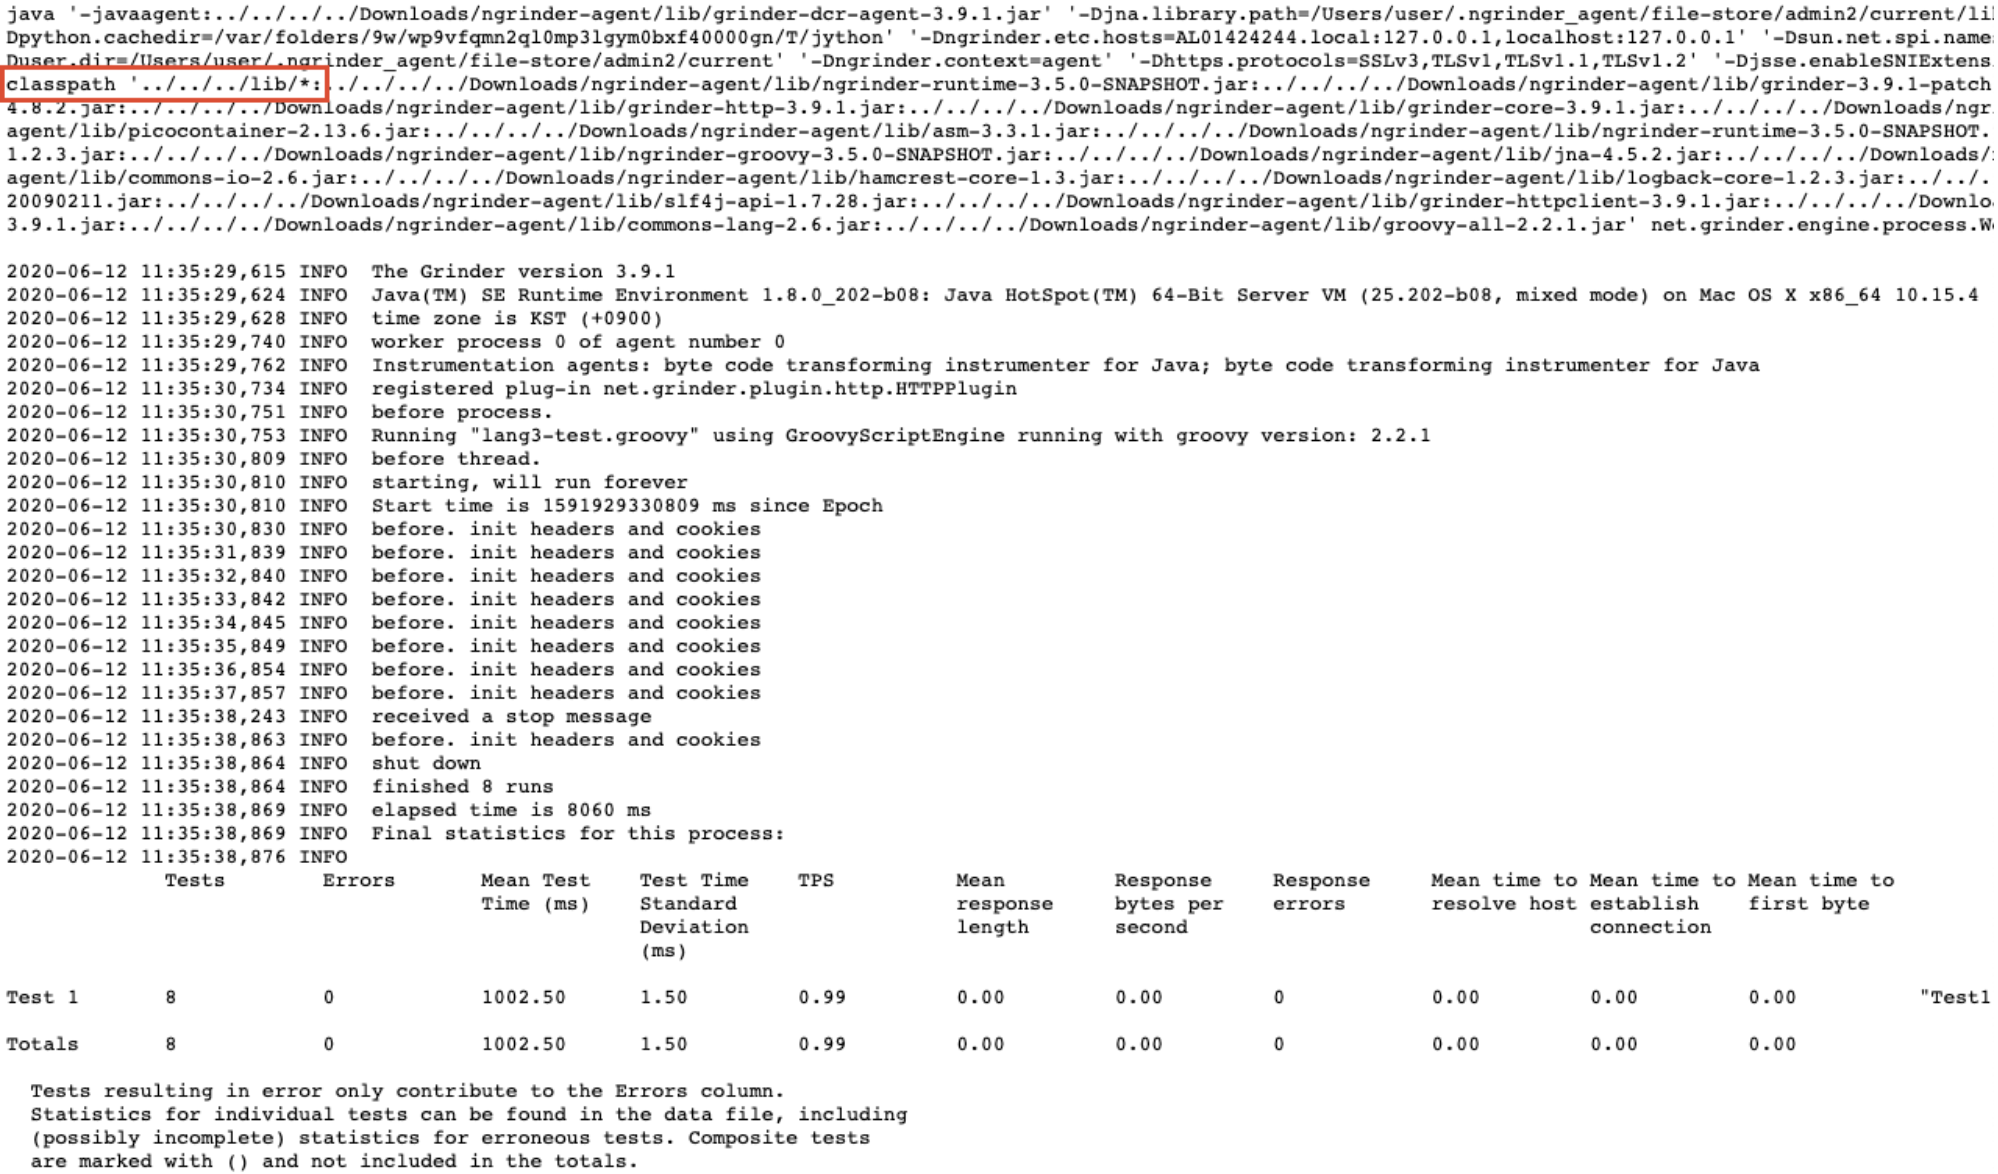 java '-javaagent:../../../../Downloads/ngrinder-agent/lib/grinder-dcr-agent-3.9.1.jar' '-Djna.library.path=/Users/user/.ngrinder_agent/file-store/admin2/current/li
Dpython.cachedir=/var/folders/9w/wp9vfqmn2ql0mp3lgym0bxf40000gn/T/jython' '-Dngrinder.etc.hosts=AL01424244.local:127.0.0.1,localhost:127.0.0.1' '-Dsun.net.spi.name
Duser.dir=/Users/user/.ngrinder_agent/file-store/admin2/current' '-Dngrinder.context=agent' '-Dhttps.protocols=SSLv3,TLSv1,TLSv1.1,TLSv1.2' '-Djsse.enableSNIExtens
classpath '../../../lib/*:../../../../Downloads/ngrinder-agent/lib/ngrinder-runtime-3.5.0-SNAPSHOT.jar:../../../../Downloads/ngrinder-agent/lib/grinder-3.9.1-patch
4.8.2.jar:../../../../Downloads/ngrinder-agent/lib/grinder-http-3.9.1.jar:../../../../Downloads/ngrinder-agent/lib/grinder-core-3.9.1.jar:../../../../Downloads/ngr
agent/lib/picocontainer-2.13.6.jar:../../../../Downloads/ngrinder-agent/lib/asm-3.3.1.jar:../../../../Downloads/ngrinder-agent/lib/ngrinder-runtime-3.5.0-SNAPSHOT.
1.2.3.jar:../../../../Downloads/ngrinder-agent/lib/ngrinder-groovy-3.5.0-SNAPSHOT.jar:../../../../Downloads/ngrinder-agent/lib/jna-4.5.2.jar:../../../../Downloads/
agent/lib/commons-io-2.6.jar:../../../../Downloads/ngrinder-agent/lib/hamcrest-core-1.3.jar:../../../../Downloads/ngrinder-agent/lib/logback-core-1.2.3.jar:../../.
20090211.jar:../../../../Downloads/ngrinder-agent/lib/slf4j-api-1.7.28.jar:../../../../Downloads/ngrinder-agent/lib/grinder-httpclient-3.9.1.jar:../../../../Downlo
3.9.1.jar:../../../../Downloads/ngrinder-agent/lib/commons-lang-2.6.jar:../../../../Downloads/ngrinder-agent/lib/groovy-all-2.2.1.jar' net.grinder.engine.process.W
2020-06-12 11:35:29,615 INFO  The Grinder version 3.9.1
2020-06-12 11:35:29,624 INFO  Java(TM) SE Runtime Environment 1.8.0_202-b08: Java HotSpot(TM) 64-Bit Server VM (25.202-b08, mixed mode) on Mac OS X x86_64 10.15.4
2020-06-12 11:35:29,628 INFO  time zone is KST (+0900)
2020-06-12 11:35:29,740 INFO  worker process 0 of agent number 0
2020-06-12 11:35:29,762 INFO  Instrumentation agents: byte code transforming instrumenter for Java; byte code transforming instrumenter for Java
2020-06-12 11:35:30,734 INFO  registered plug-in net.grinder.plugin.http.HTTPPlugin
2020-06-12 11:35:30,751 INFO  before process.
2020-06-12 11:35:30,753 INFO  Running "lang3-test.groovy" using GroovyScriptEngine running with groovy version: 2.2.1
2020-06-12 11:35:30,809 INFO  before thread.
2020-06-12 11:35:30,810 INFO  starting, will run forever
2020-06-12 11:35:30,810 INFO  Start time is 1591929330809 ms since Epoch
2020-06-12 11:35:30,830 INFO  before. init headers and cookies
2020-06-12 11:35:31,839 INFO  before. init headers and cookies
2020-06-12 11:35:32,840 INFO  before. init headers and cookies
2020-06-12 11:35:33,842 INFO  before. init headers and cookies
2020-06-12 11:35:34,845 INFO  before. init headers and cookies
2020-06-12 11:35:35,849 INFO  before. init headers and cookies
2020-06-12 11:35:36,854 INFO  before. init headers and cookies
2020-06-12 11:35:37,857 INFO  before. init headers and cookies
2020-06-12 11:35:38,243 INFO  received a stop message
2020-06-12 11:35:38,863 INFO  before. init headers and cookies
2020-06-12 11:35:38,864 INFO  shut down
2020-06-12 11:35:38,864 INFO  finished 8 runs
2020-06-12 11:35:38,869 INFO  elapsed time is 8060 ms
2020-06-12 11:35:38,869 INFO  Final statistics for this process:
2020-06-12 11:35:38,876 INFO
Tests Errors Mean Test Test Time TPS Mean Response Response Mean time to Mean time to Mean time to
Time (ms) Standard response bytes per errors resolve host establish first byte
Deviation length second connection
(ms)
Test 1 8 0 1002.50 1.50 0.99 0.00 0.00 0 0.00 0.00 0.00 "Test1
Totals 8 0 1002.50 1.50 0.99 0.00 0.00 0 0.00 0.00 0.00
Tests resulting in error only contribute to the Errors column.
Statistics for individual tests can be found in the data file, including
(possibly incomplete) statistics for erroneous tests. Composite tests
are marked with () and not included in the totals.